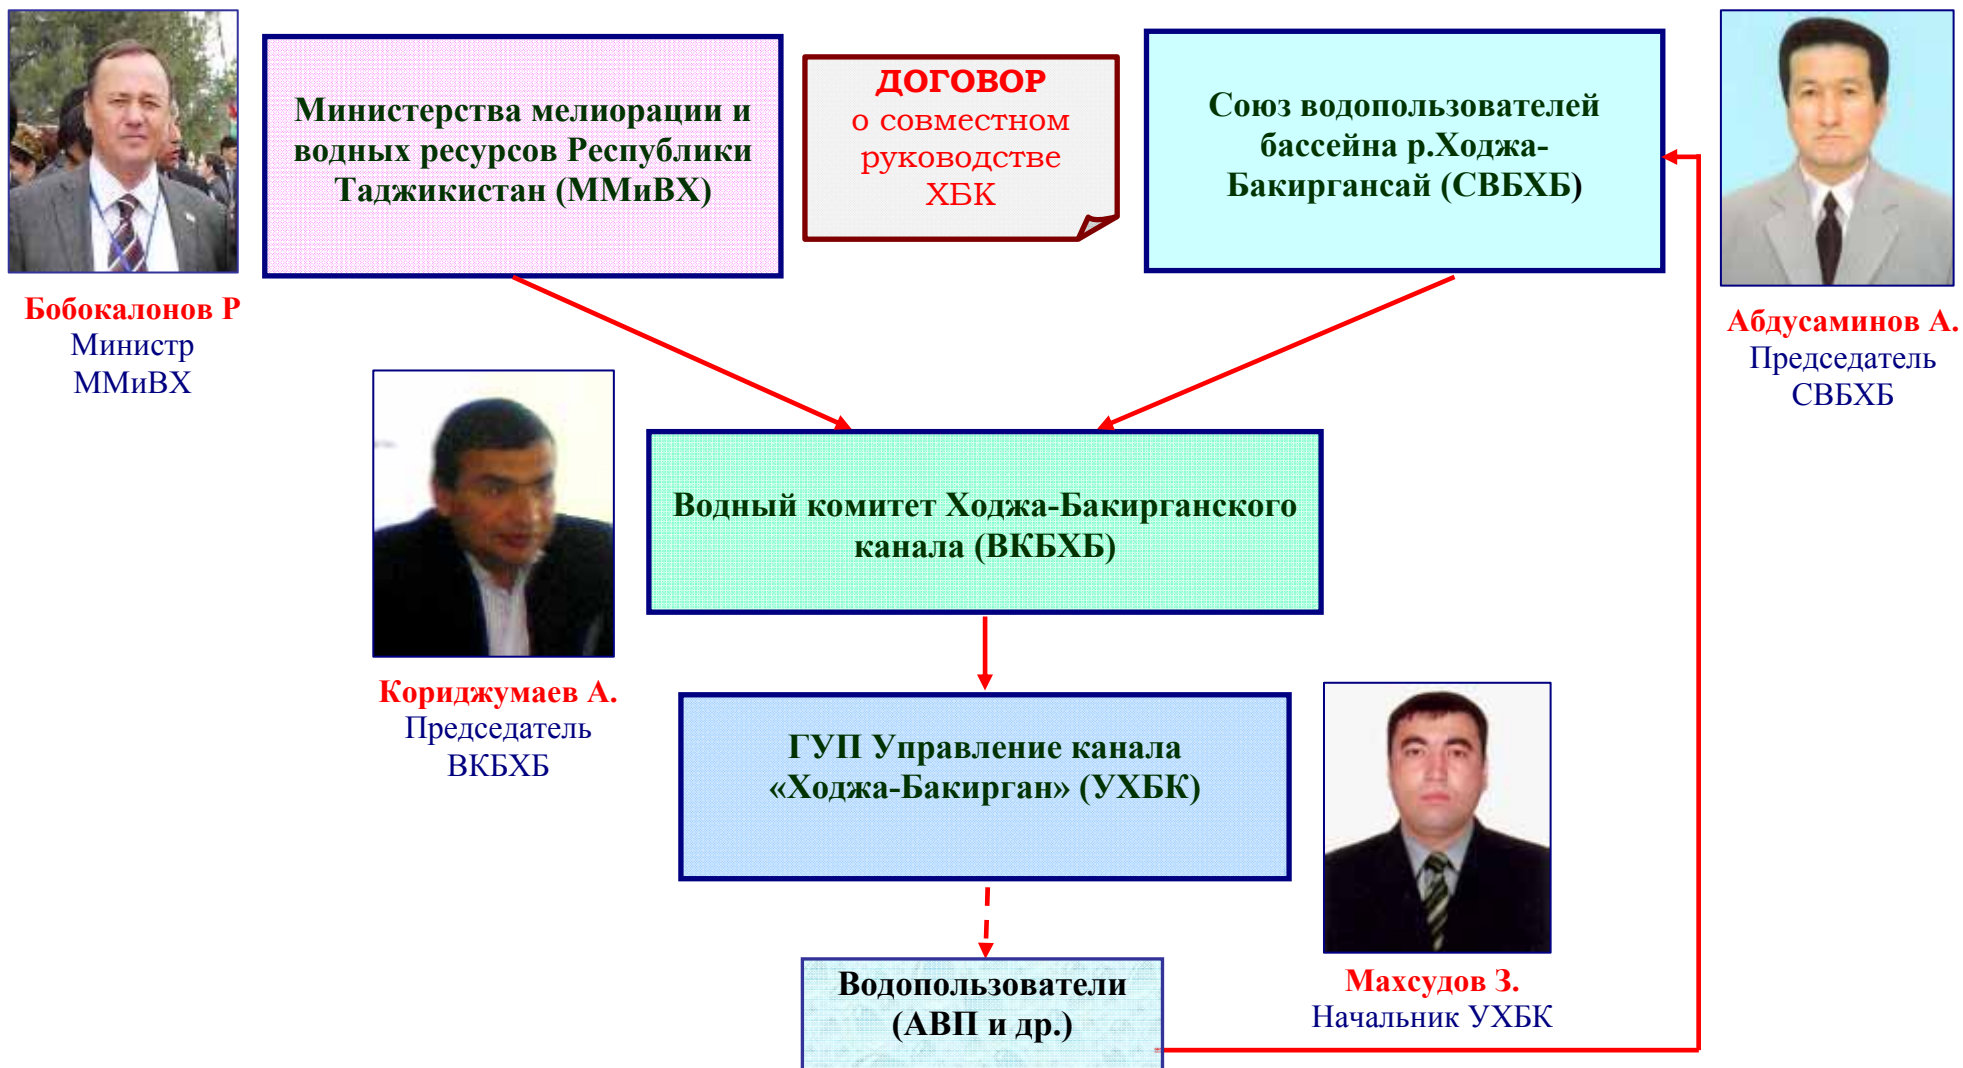 Министерства мелиорации и
водных ресурсов Республики
Таджикистан (ММиВХ)
ДОГОВОР
о совместном
руководстве
ХБК
Союз водопользователей
бассейна р.Ходжа-
Бакиргансай (СВБХБ)
Бобокалонов Р
Министр
ММиВХ
Абдусаминов А.
Председатель
СВБХБ
Водный комитет Ходжа-Бакирганского
канала (ВКБХБ)
Кориджумаев А.
Председатель
ВКБХБ
ГУП Управление канала
«Ходжа-Бакирган» (УХБК)
Махсудов З.
Начальник УХБК
Водопользователи
(АВП и др.)